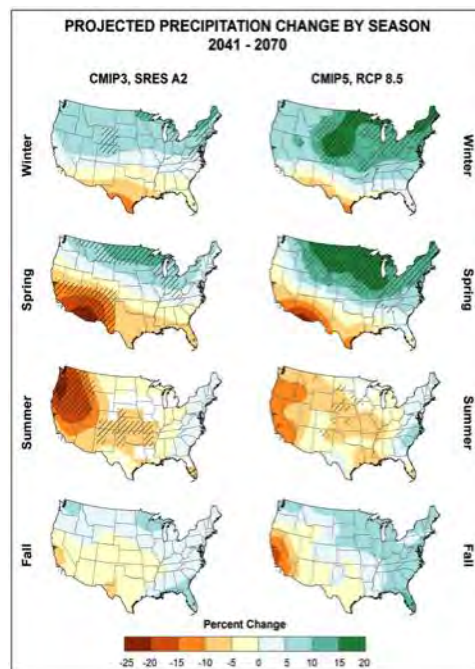 PROJECTED PRECIPITATION CHANGE BY SEASON
2041 - 2070
CMIP3, SRES A2 CMIP5, RCP 8.5
Winter Winter
Spring Spring
Summer Summer
Fall Fall
Percent Change
-25 -20 -15 -10 -5 0 5 10 15 20